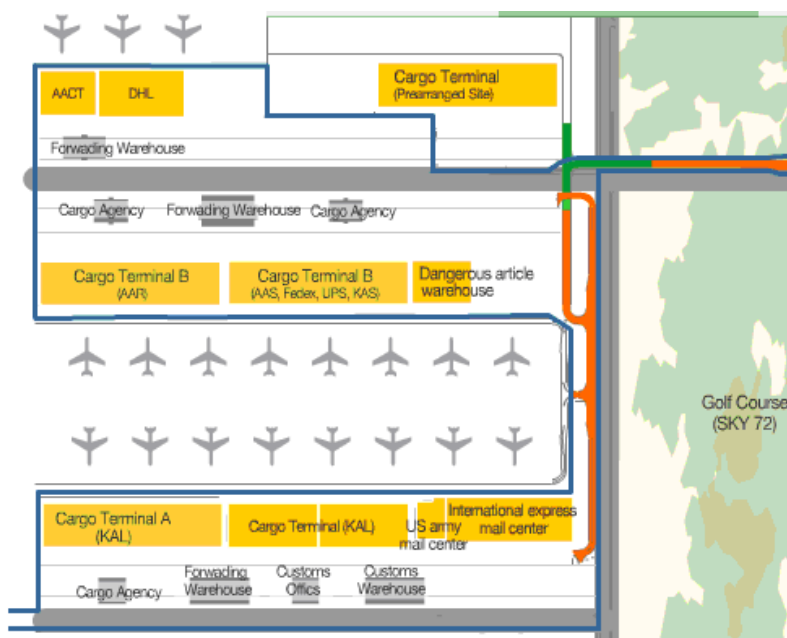 AACT
DHL
Cargo Terminal
(Prearranged Site)
Forwading Warehouse
Cargo Agency
Forwading Warehouse
Cargo Agency
Cargo Terminal B
(AAR)
Cargo Terminal B
(AAS, Fedex, UPS, KAS)
Dangerous article
warehouse
Golf Course
(SKY 72)
Cargo Terminal A
(KAL)
Cargo Terminal (KAL)
US army
mail center
International express
mail center
Cargo Agency
Forwading
Warehouse
Customs
Offics
Customs
Warehouse